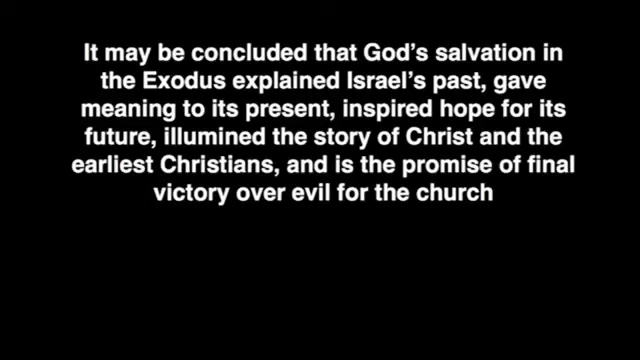 It may be concluded that God’s salvation in
the Exodus explained Israel’s past, gave
meaning to its present, inspired hope for its
future, illumined the story of Christ and the
earliest Christians, and is the promise of final
victory over evil for the church